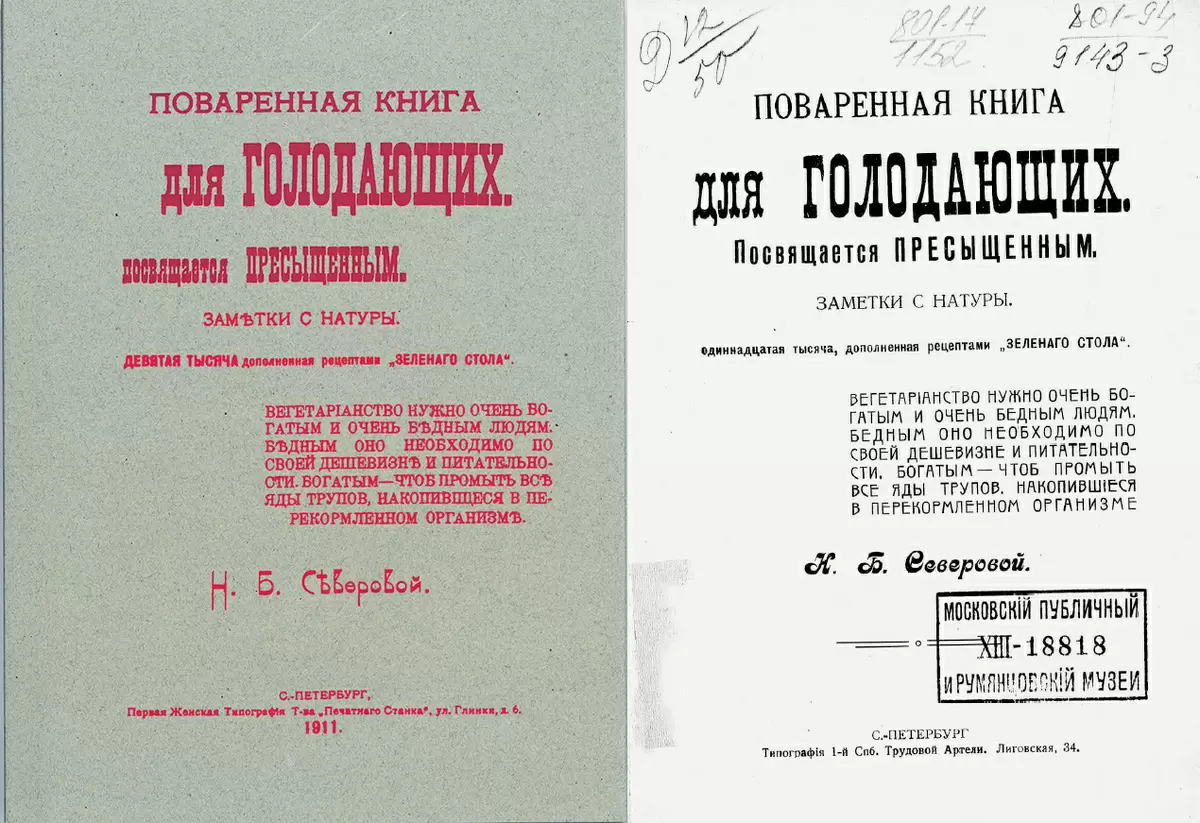 ПОВАРЕННАЯ КНИГА
для ГОЛОДАЮЩИХ.
посвящается ПРЕСЫЩЕННЫМ.
ЗАМѢТКИ С НАТУРЫ.
ДЕВЯТАЯ ТЫСЯЧА дополненная рецептами „ЗЕЛЕНАГО СТОЛА“.
ВЕГЕТАРІАНСТВО НУЖНО ОЧЕНЬ БО-
ГАТЫМ И ОЧЕНЬ БѢДНЫМ ЛЮДЯМ.
БѢДНЫМ ОНО НЕОБХОДИМО ПО
СВОЕЙ ДЕШЕВИЗНѢ И ПИТАТЕЛЬНО-
СТИ. БОГАТЫМ—ЧТОБ ПРОМЫТЬ ВСѢ
ЯДЫ ТРУПОВ, НАКОПИВШІЕСЯ В ПЕ-
РЕКОРМЛЕННОМ ОРГАНИЗМѢ.
Н. Б. Сѣверовой.
С.-ПЕТЕРБУРГ,
Первая Женская Типографія Т-ва „Печатнаго Станка“, ул. Глинки, д. 6.
1911.
Д 12/50
801-17
1152
801-94
9143-3
ПОВАРЕННАЯ КНИГА
для ГОЛОДАЮЩИХ.
Посвящается ПРЕСЫЩЕННЫМ.
ЗАМЕТКИ С НАТУРЫ.
одиннадцатая тысяча, дополненная рецептами „ЗЕЛЕНАГО СТОЛА“.
ВЕГЕТАРІАНСТВО НУЖНО ОЧЕНЬ БО-
ГАТЫМ И ОЧЕНЬ БЕДНЫМ ЛЮДЯМ.
БЕДНЫМ ОНО НЕОБХОДИМО ПО
СВОЕЙ ДЕШЕВИЗНЕ И ПИТАТЕЛЬНО-
СТИ. БОГАТЫМ — ЧТОБ ПРОМЫТЬ
ВСЕ ЯДЫ ТРУПОВ, НАКОПИВШІЕСЯ
В ПЕРЕКОРМЛЕННОМ ОРГАНИЗМЕ
Н. Б. Северовой.
МОСКОВСКІЙ ПУБЛИЧНЫЙ
XIII-18818
И РУМЯНЦОВСКІЙ МУЗЕИ
С.-ПЕТЕРБУРГ
Типографія 1-й Спб. Трудовой Артели. Лиговская, 34.